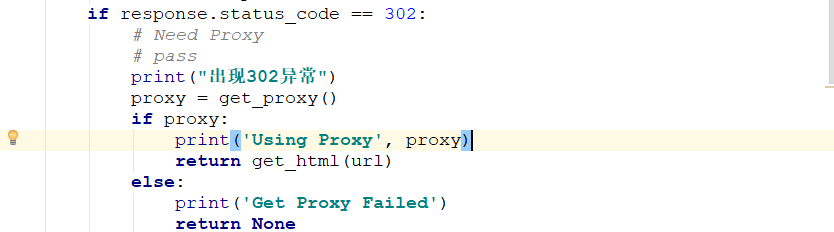 if response.status_code == 302:
# Need Proxy
# pass
print("出现302异常")
proxy = get_proxy()
if proxy:
print('Using Proxy', proxy)
return get_html(url)
else:
print('Get Proxy Failed')
return None